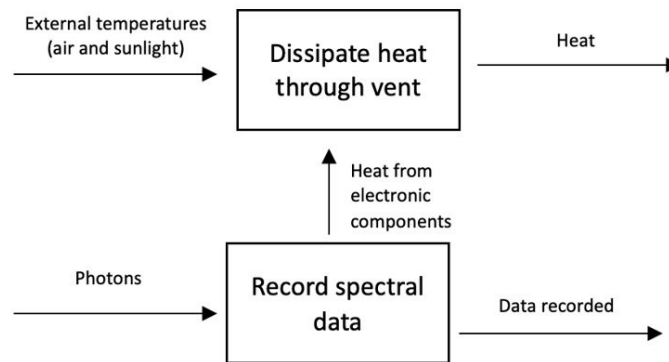 External temperatures
(air and sunlight)
Dissipate heat
through vent
Heat
Heat from
electronic
components
Photons
Record spectral
data
Data recorded